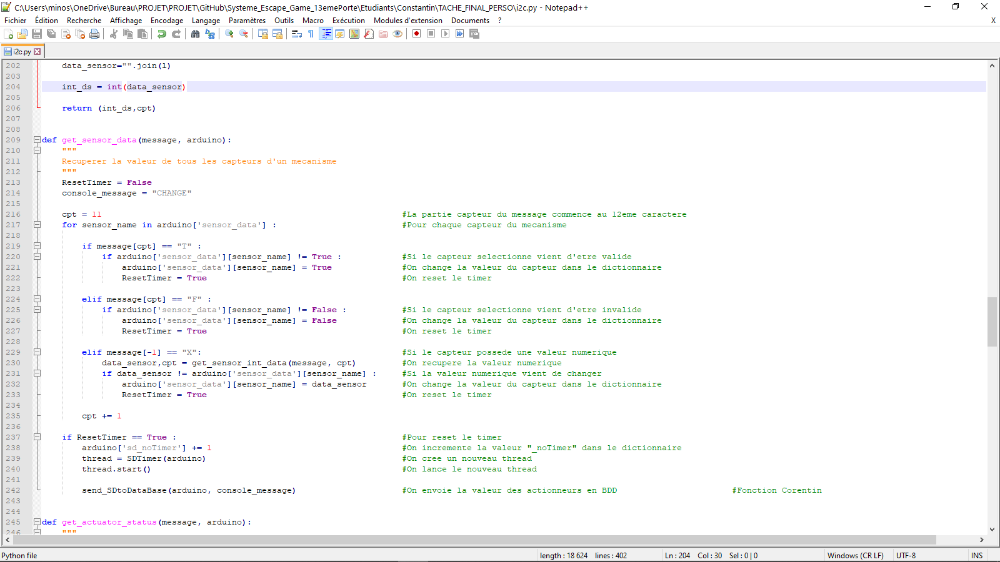 C:\Users\minos\OneDrive\Bureau\PROJET\PROJET\GitHub\Systeme_Escape_Game_13emePorte\Etudiants\Constantin\TACHE_FINAL_PERSO\i2c.py - Notepad++
Fichier Édition Recherche Affichage Encodage Langage Paramètres Outils Macro Exécution Modules d'extension Documents ? X
i2c.py
202 data_sensor="".join(l)
203
204 int_ds = int(data_sensor)
205
206 return (int_ds,cpt)
207
208
209 def get_sensor_data(message, arduino):
210 """
211 Recuperer la valeur de tous les capteurs d'un mecanisme
212 """
213 ResetTimer = False
214 console_message = "CHANGE"
215
216 cpt = 11 #La partie capteur du message commence au 12eme caractere
217 for sensor_name in arduino['sensor_data'] : #Pour chaque capteur du mecanisme
218
219 if message[cpt] == "T" :
220 if arduino['sensor_data'][sensor_name] != True : #Si le capteur selectionne vient d'etre valide
221 arduino['sensor_data'][sensor_name] = True #On change la valeur du capteur dans le dictionnaire
222 ResetTimer = True #On reset le timer
223
224 elif message[cpt] == "F" :
225 if arduino['sensor_data'][sensor_name] != False : #Si le capteur selectionne vient d'etre invalide
226 arduino['sensor_data'][sensor_name] = False #On change la valeur du capteur dans le dictionnaire
227 ResetTimer = True #On reset le timer
228
229 elif message[-1] == "X": #Si le capteur possede une valeur numerique
230 data_sensor,cpt = get_sensor_int_data(message, cpt) #On recupere la valeur numerique
231 if data_sensor != arduino['sensor_data'][sensor_name] : #Si la valeur numerique vient de changer
232 arduino['sensor_data'][sensor_name] = data_sensor #On change la valeur du capteur dans le dictionnaire
233 ResetTimer = True #On reset le timer
234
235 cpt += 1
236
237 if ResetTimer == True : #Pour reset le timer
238 arduino['sd_noTimer'] += 1 #On incremente la valeur "_noTimer" dans le dictionnaire
239 thread = SDTimer(arduino) #On cree un nouveau thread
240 thread.start() #On lance le nouveau thread
241
242 send_SDtoDataBase(arduino, console_message) #On envoie la valeur des actionneurs en BDD #Fonction Corentin
243
244
245 def get_actuator_status(message, arduino):
246 """
Python file length : 18 624 lines : 402 Ln : 204 Col : 30 Sel : 0 | 0 Windows (CR LF) UTF-8 INS